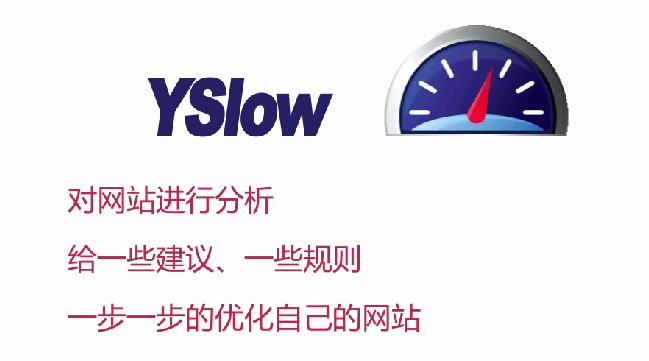 YSlow
对网站进行分析
给一些建议、一些规则
一步一步的优化自己的网站